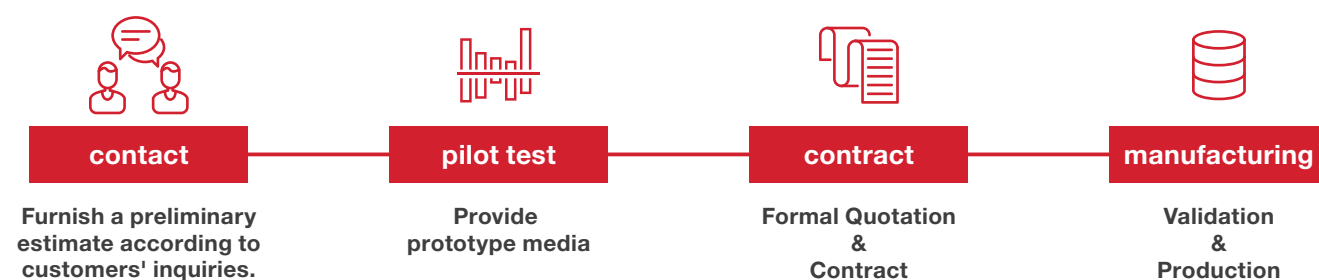 contact
pilot test
contract
manufacturing
Furnish a preliminary
estimate according to
customers' inquiries.
Provide
prototype media
Formal Quotation
&
Contract
Validation
&
Production